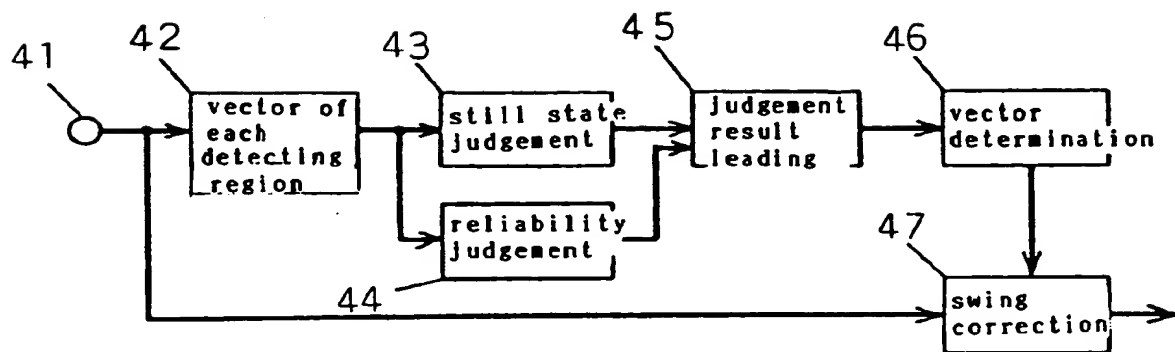 41
42
vector of
each
detecting
region
43
still state
judgement
44
reliability
judgement
45
judgement
result
leading
46
vector
determination
47
swing
correction